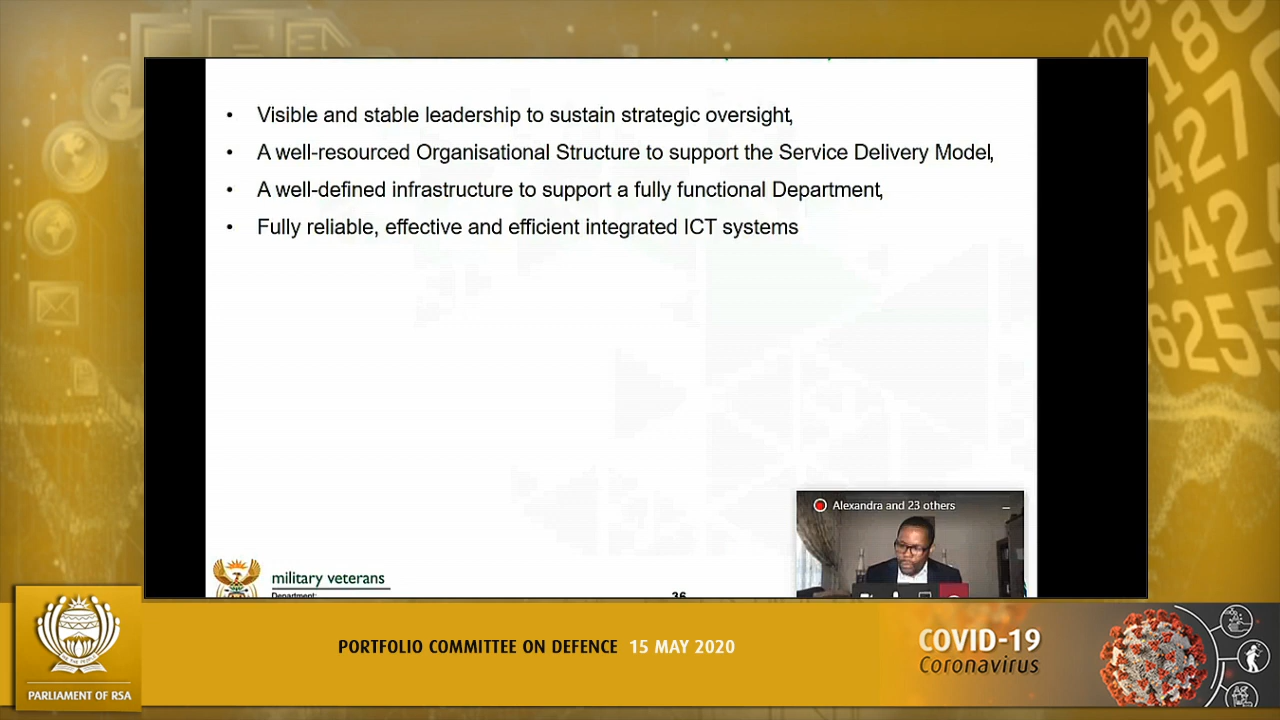 • Visible and stable leadership to sustain strategic oversight,
• A well-resourced Organisational Structure to support the Service Delivery Model,
• A well-defined infrastructure to support a fully functional Department,
• Fully reliable, effective and efficient integrated ICT systems
Alexandra and 23 others
military veterans
Department:
36
PORTFOLIO COMMITTEE ON DEFENCE 15 MAY 2020
COVID-19
Coronavirus
PARLIAMENT OF RSA